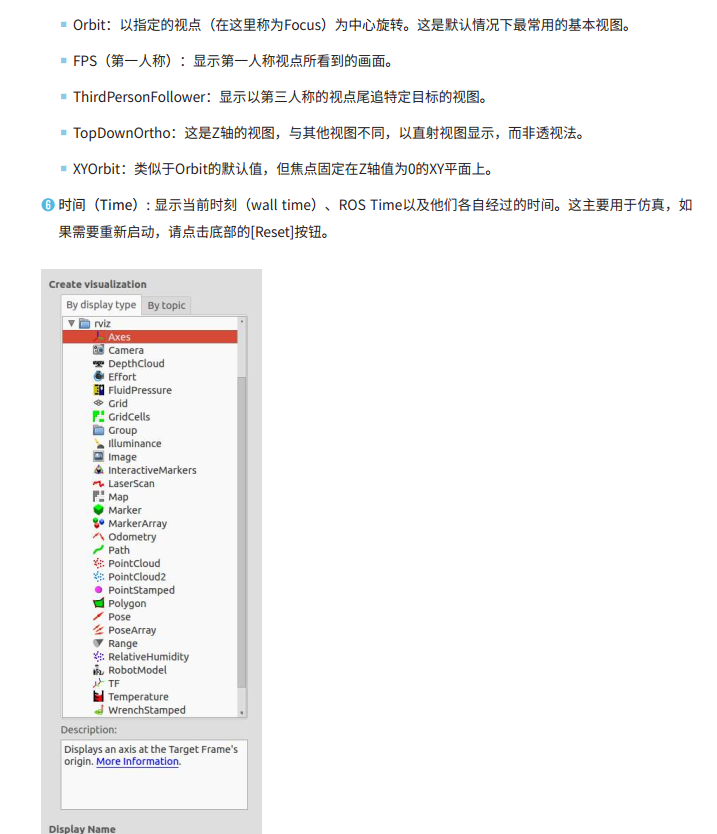 Orbit：以指定的视点（在这里称为Focus）为中心旋转。这是默认情况下最常用的基本视图。
FPS（第一人称）：显示第一人称视点所看到的画面。
ThirdPersonFollower：显示以第三人称的视点尾追特定目标的视图。
TopDownOrtho：这是Z轴的视图，与其他视图不同，以直射视图显示，而非透视法。
XYOrbit：类似于Orbit的默认值，但焦点固定在Z轴值为0的XY平面上。
❻ 时间（Time）: 显示当前时刻（wall time）、ROS Time以及他们各自经过的时间。这主要用于仿真，如
果需要重新启动，请点击底部的[Reset]按钮。
Create visualization
By display type By topic
rviz
Axes
Camera
DepthCloud
Effort
FluidPressure
Grid
GridCells
Group
Illuminance
Image
InteractiveMarkers
LaserScan
Map
Marker
MarkerArray
Odometry
Path
PointCloud
PointCloud2
PointStamped
Polygon
Pose
PoseArray
Range
RelativeHumidity
RobotModel
TF
Temperature
WrenchStamped
Description:
Displays an axis at the Target Frame's
origin. More Information.
Display Name